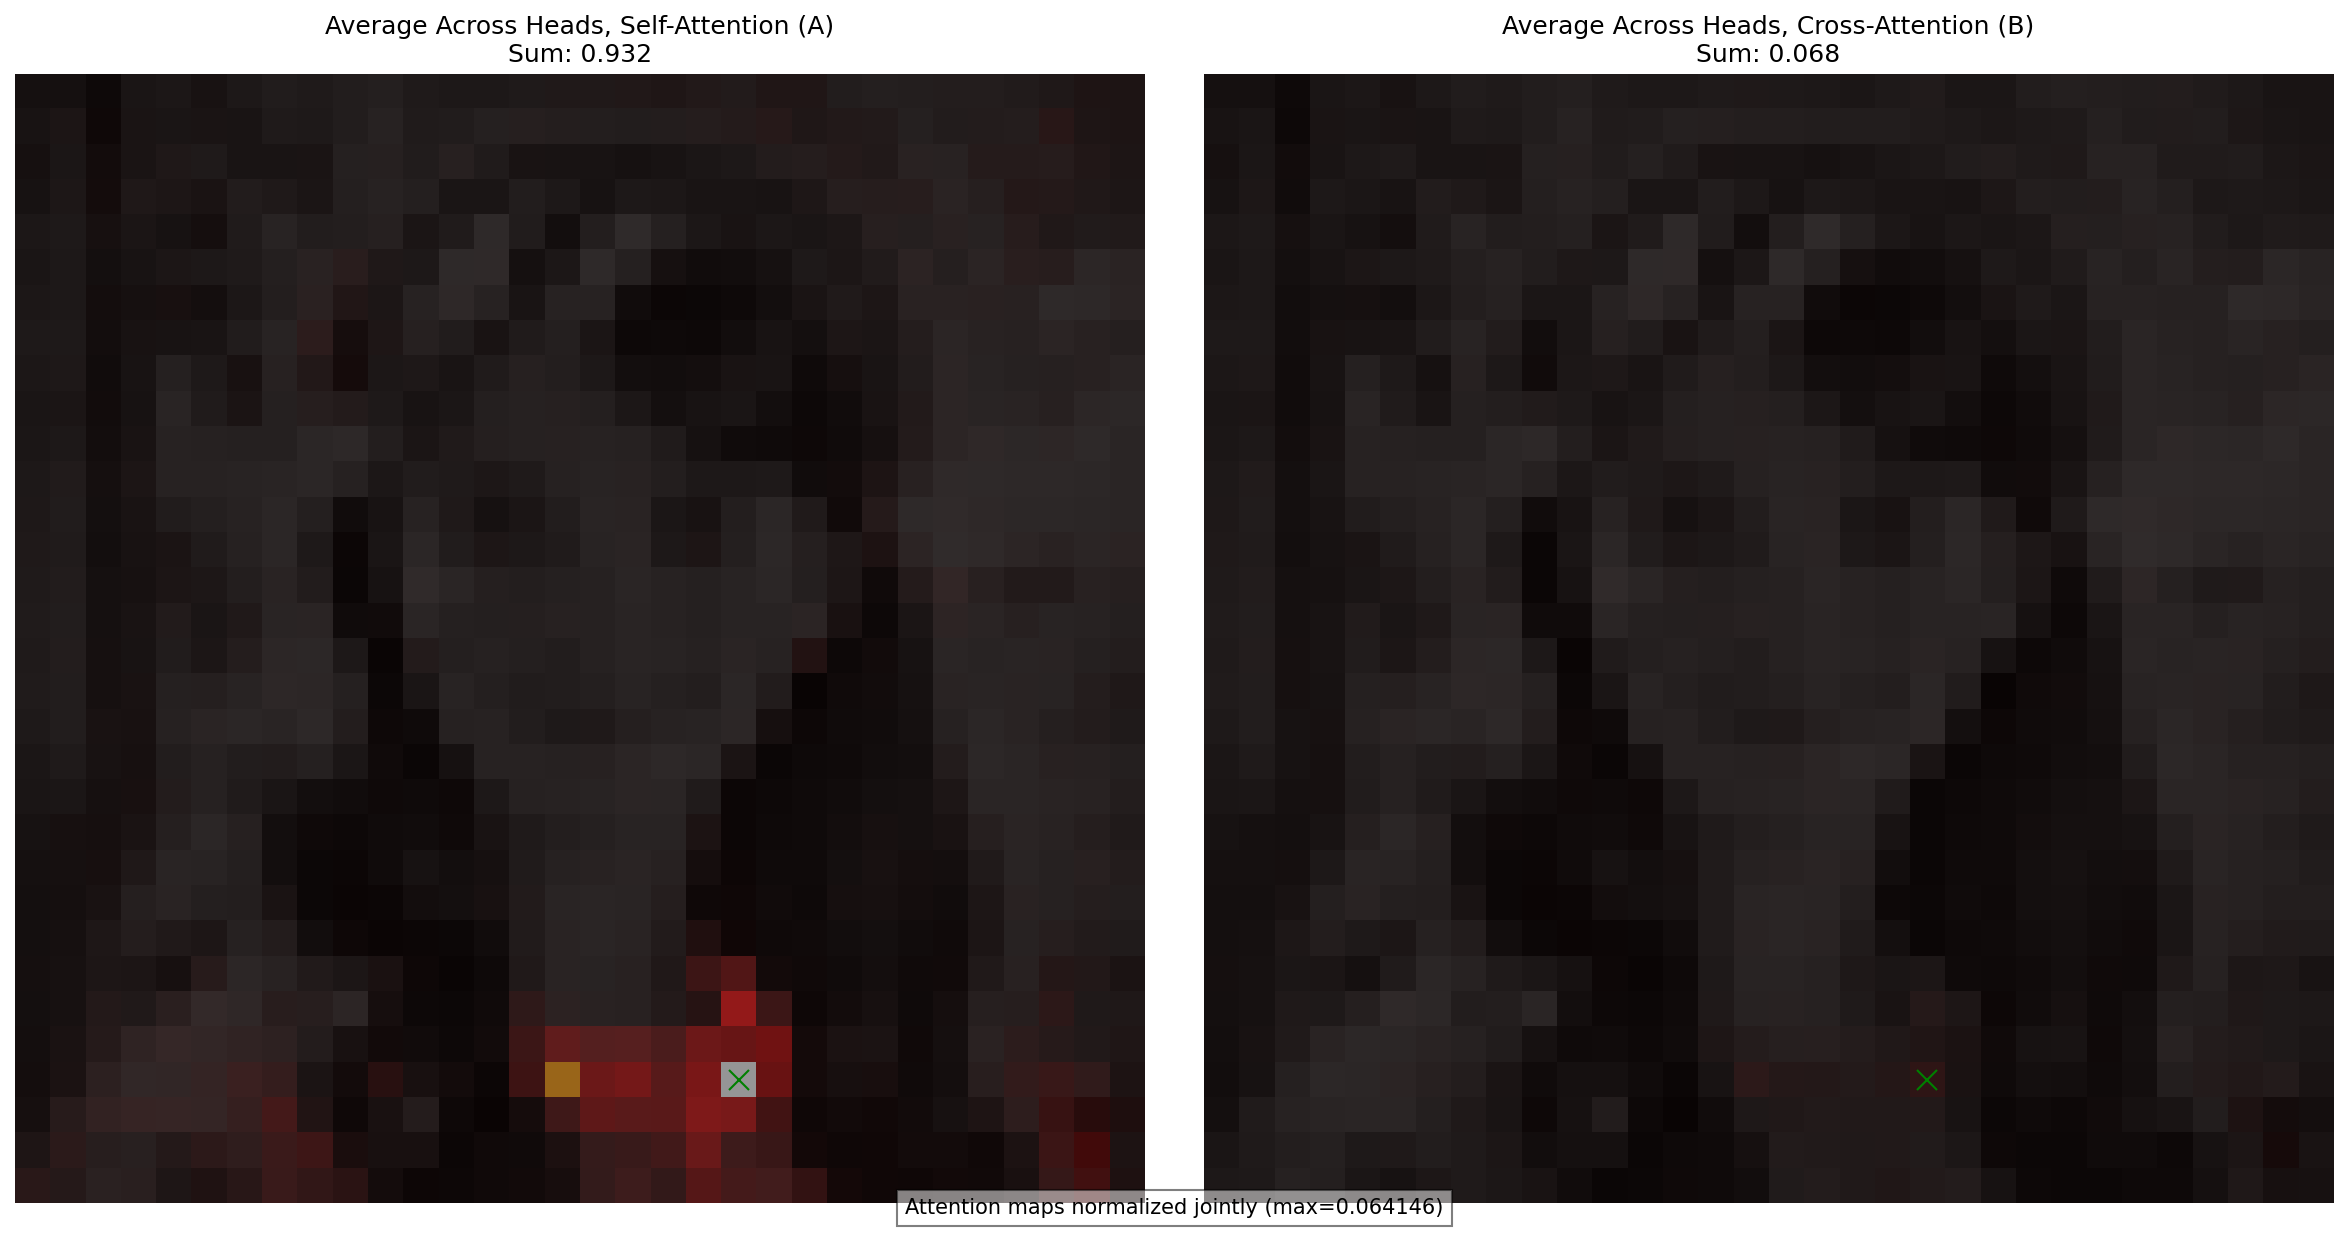 Average Across Heads, Self-Attention (A)
Sum: 0.932
Average Across Heads, Cross-Attention (B)
Sum: 0.068
Attention maps normalized jointly (max=0.064146)